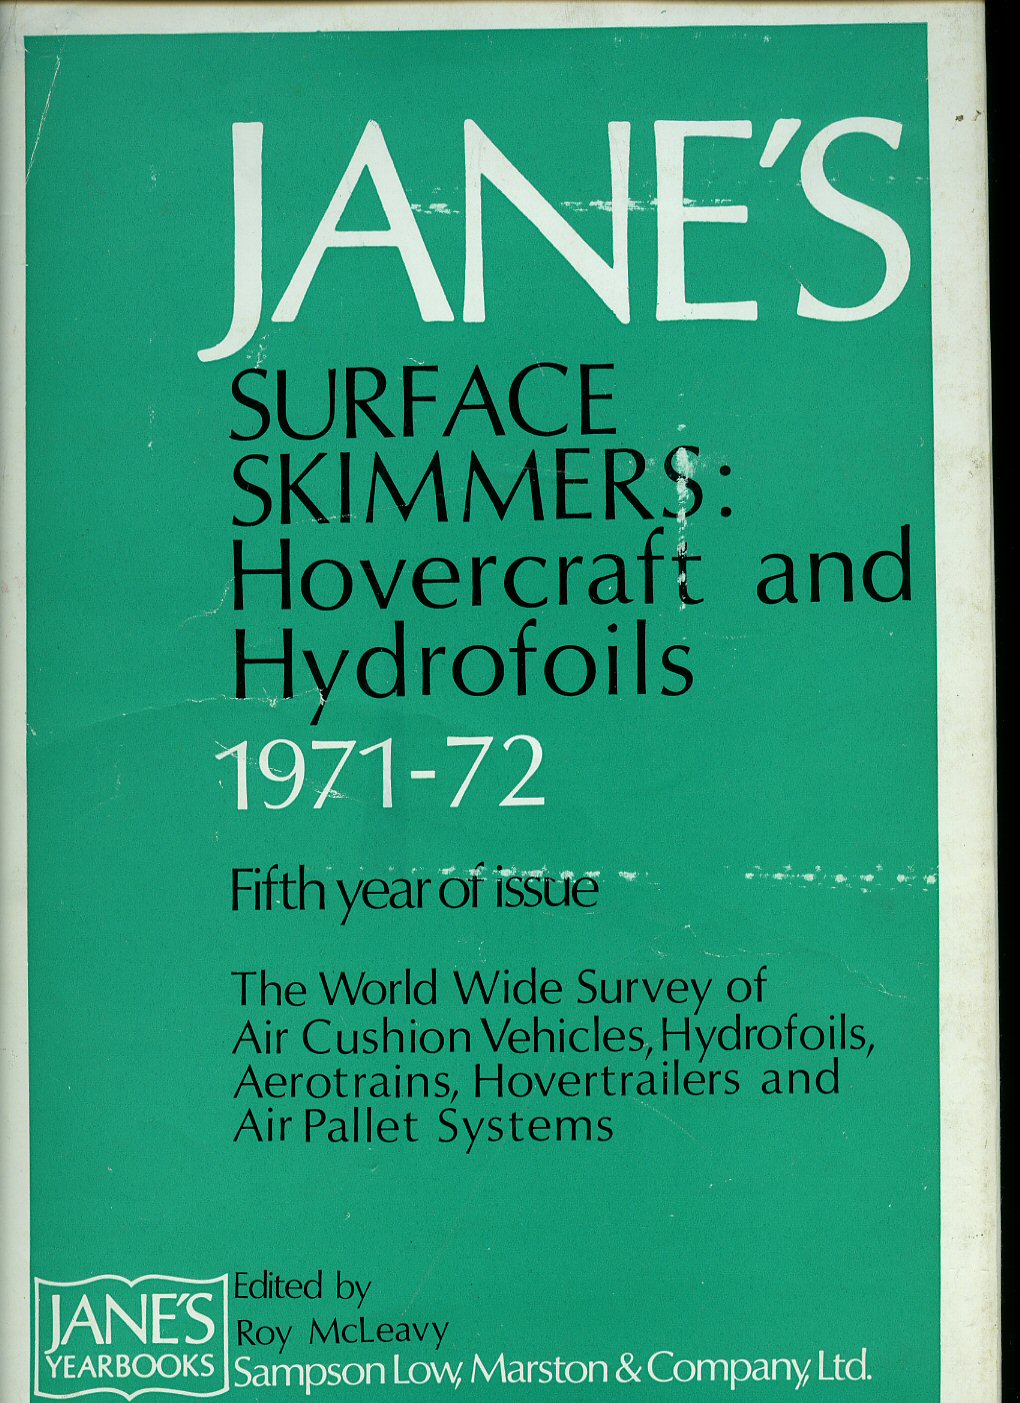 JANE'S
SURFACE
SKIMMERS:
Hovercraft and
Hydrofoils
1971-72
Fifth year of issue
The World Wide Survey of
Air Cushion Vehicles, Hydrofoils,
Aerotrains, Hovertrailers and
Air Pallet Systems
Edited by
Roy McLeavy
Sampson Low, Marston & Company, Ltd.
JANE'S
YEARBOOKS